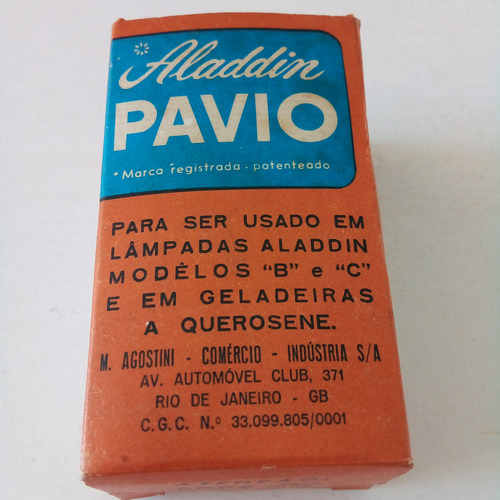 *Aladdin
PAVIO
*Marca registrada - patenteado
PARA SER USADO EM
LÂMPADAS ALADDIN
MODÊLOS "B" e "C"
E EM GELADEIRAS
A QUEROSENE.
M. AGOSTINI - COMÉRCIO - INDÚSTRIA S/A
AV. AUTOMÓVEL CLUB, 371
RIO DE JANEIRO - GB
C.G.C. N.º 33.099.805/0001